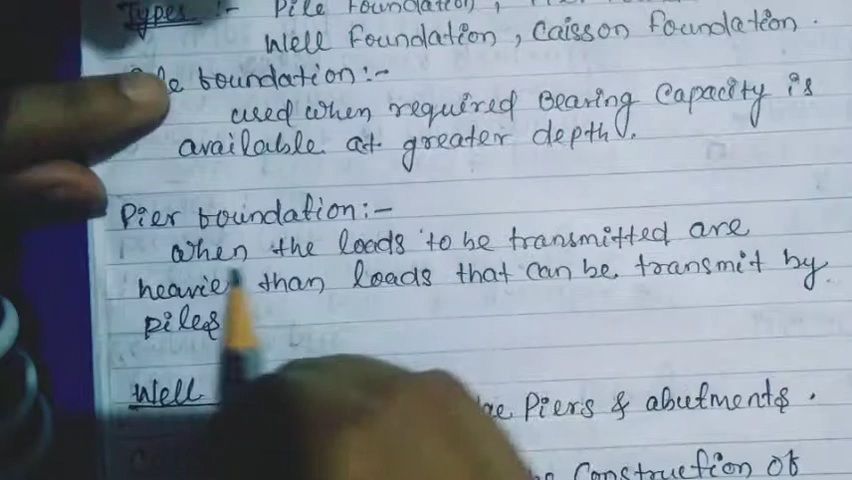 Types :- Pile foundation,
Well foundation, Caisson foundation.
foundation:-
used when required Bearing Capacity is
available at greater depth.
Pier foundation:-
when the loads to be transmitted are
heavier than loads that can be transmit by
piles
Well Piers & abutments.
Construction of